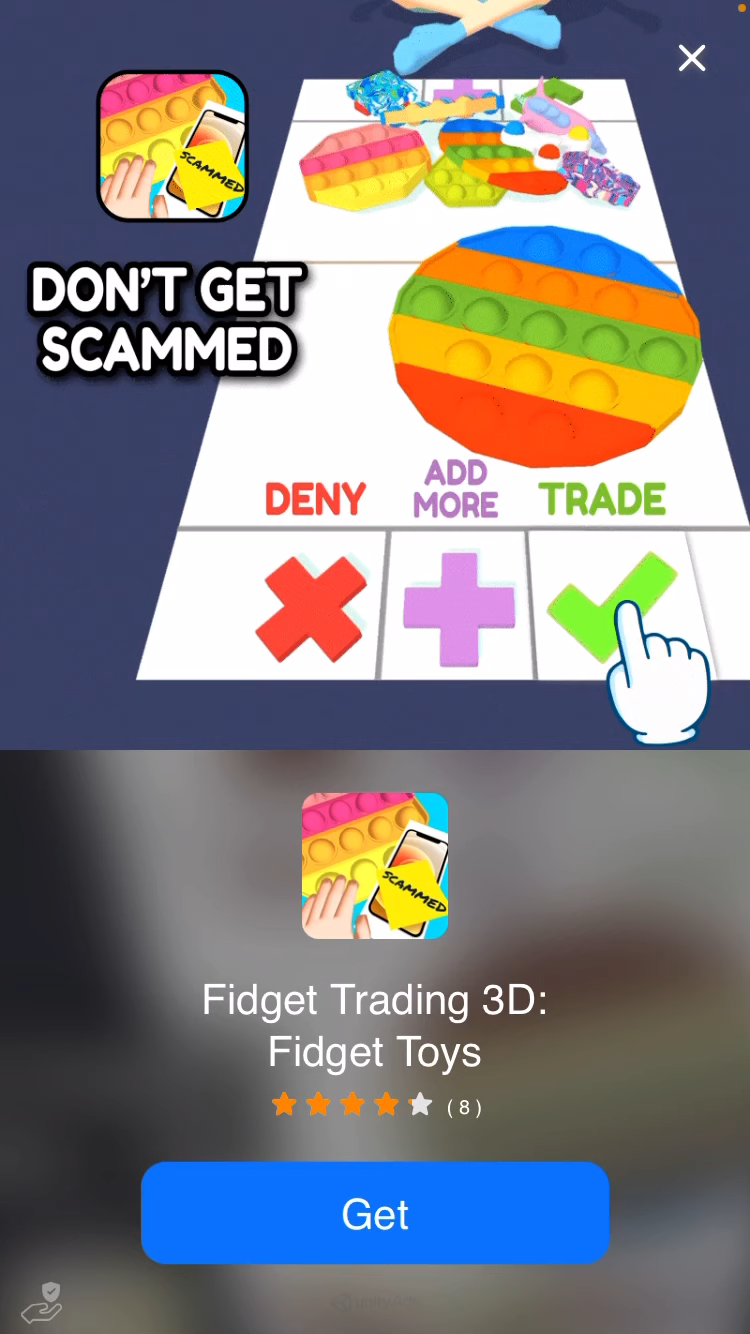 SCAMMED
DON'T GET
SCAMMED
DENY
ADD
MORE
TRADE
SCAMMED
Fidget Trading 3D:
Fidget Toys
(8)
Get